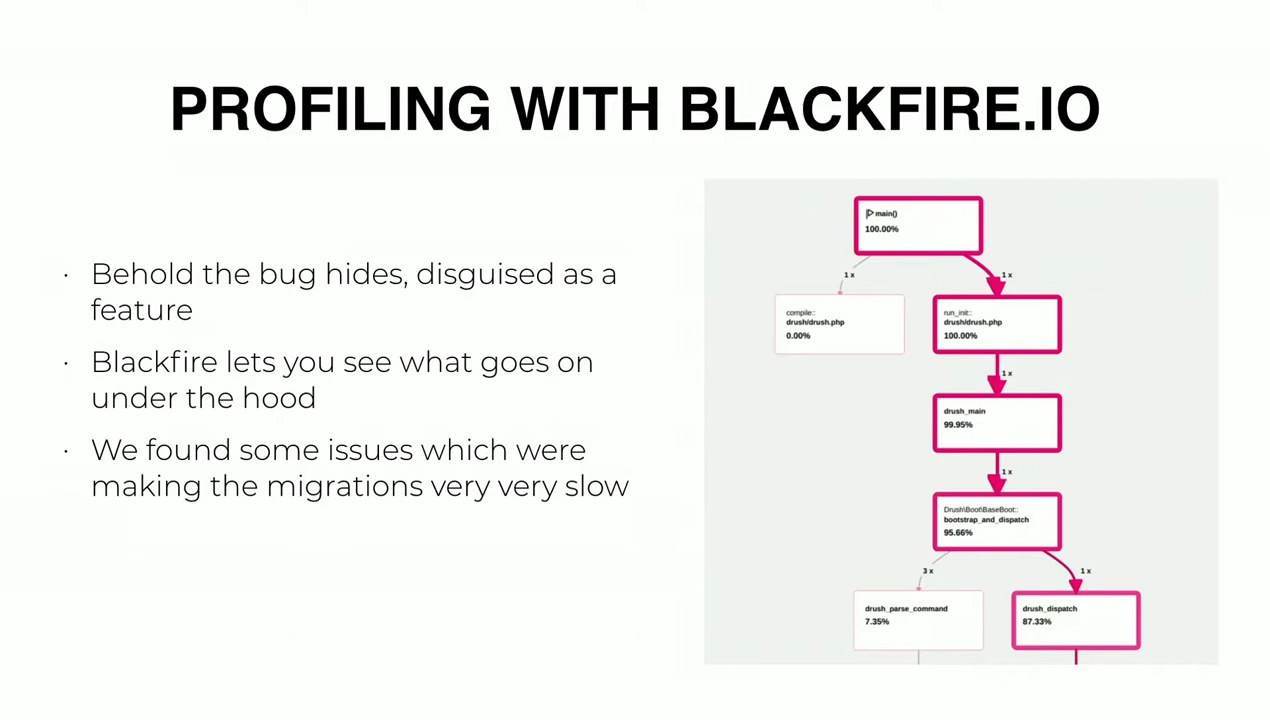 PROFILING WITH BLACKFIRE.IO
· Behold the bug hides, disguised as a
feature
· Blackfire lets you see what goes on
under the hood
· We found some issues which were
making the migrations very very slow
main()
100.00%
1 x
1 x
compile::
drush/drush.php
0.00%
run_init::
drush/drush.php
100.00%
1 x
drush_main
99.95%
1 x
Drush\Boot\BaseBoot::
bootstrap_and_dispatch
95.66%
3 x
1 x
drush_parse_command
7.35%
drush_dispatch
87.33%